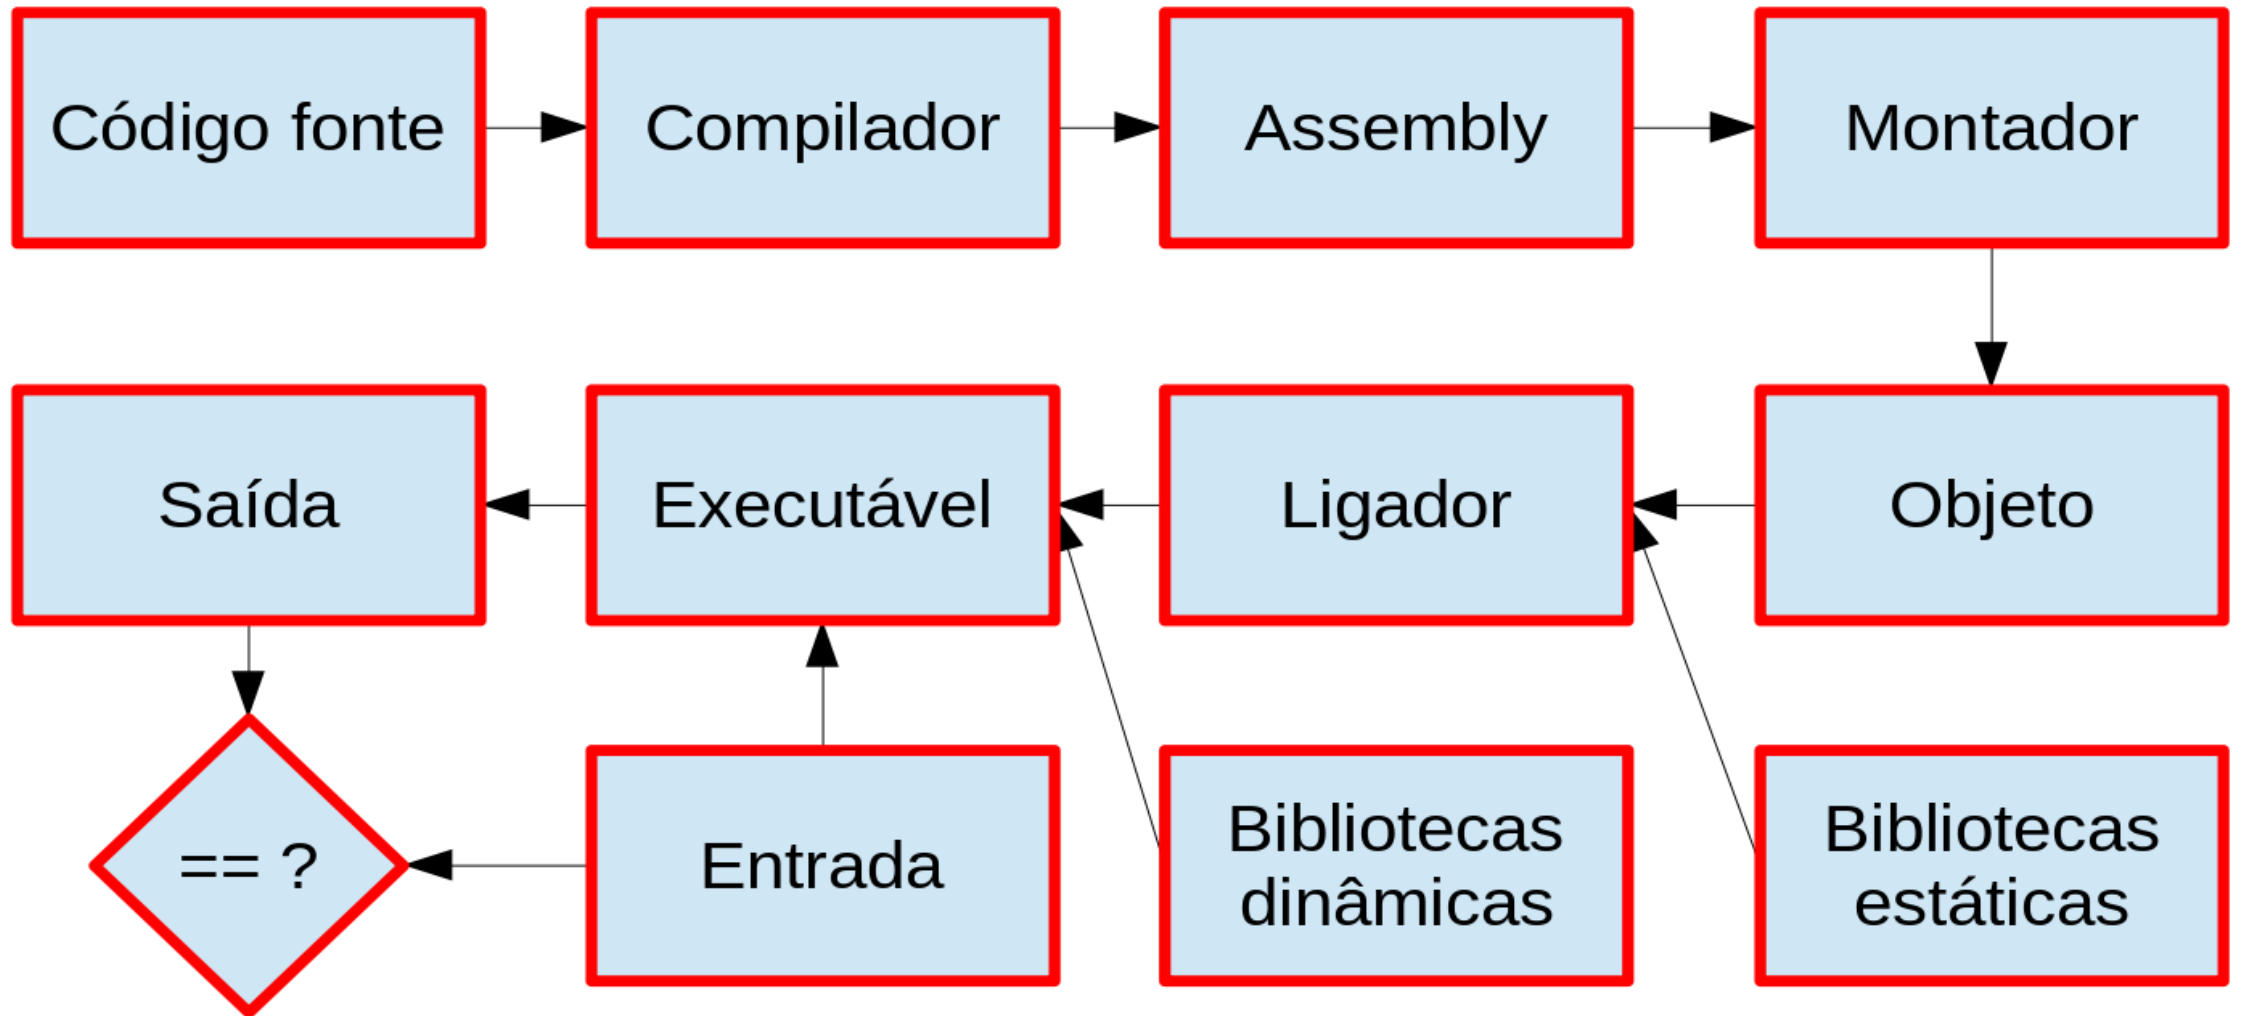 Código fonte
Compilador
Assembly
Montador
Saída
Executável
Ligador
Objeto
== ?
Entrada
Bibliotecas
dinâmicas
Bibliotecas
estáticas